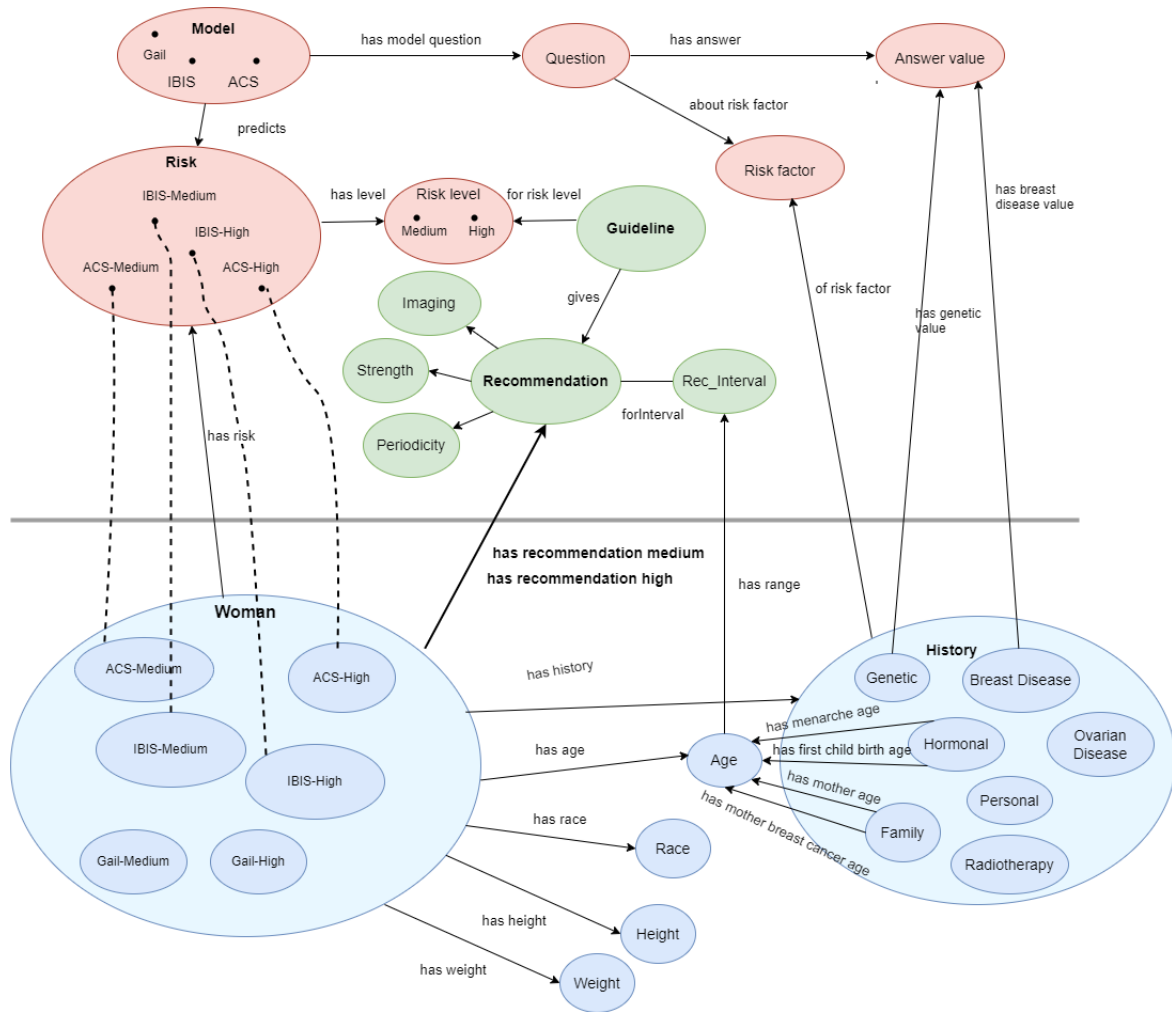 Model
Gail
IBIS
ACS
has model question
Question
has answer
Answer value
predicts
about risk factor
Risk factor
Risk
IBIS-Medium
IBIS-High
ACS-Medium
ACS-High
has level
Risk level
Medium
High
for risk level
Guideline
has breast
disease value
of risk factor
has genetic
value
gives
Imaging
Strength
Periodicity
Recommendation
Rec_Interval
forInterval
has risk
has recommendation medium
has recommendation high
has range
Woman
ACS-Medium
ACS-High
IBIS-Medium
IBIS-High
Gail-Medium
Gail-High
has history
has age
has race
has height
has weight
Age
Race
Height
Weight
History
Genetic
Breast Disease
has menarche age
Hormonal
Ovarian
Disease
has first child birth age
has mother age
Personal
has mother breast cancer age
Family
Radiotherapy